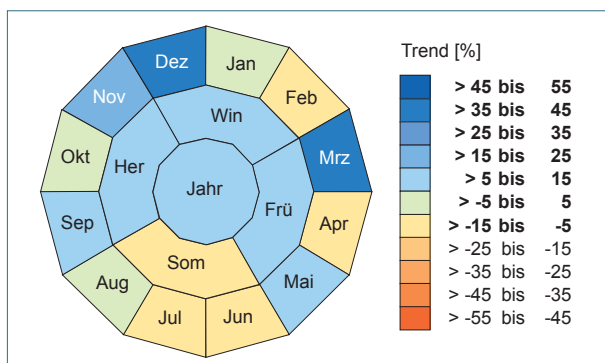 Dez
Jan
Nov
Feb
Win
Okt
Her
Mrz
Jahr
Sep
Frü
Apr
Som
Aug
Mai
Jul
Jun
Trend [%]
> 45 bis 55
> 35 bis 45
> 25 bis 35
> 15 bis 25
> 5 bis 15
> -5 bis 5
> -15 bis -5
> -25 bis -15
> -35 bis -25
> -45 bis -35
> -55 bis -45